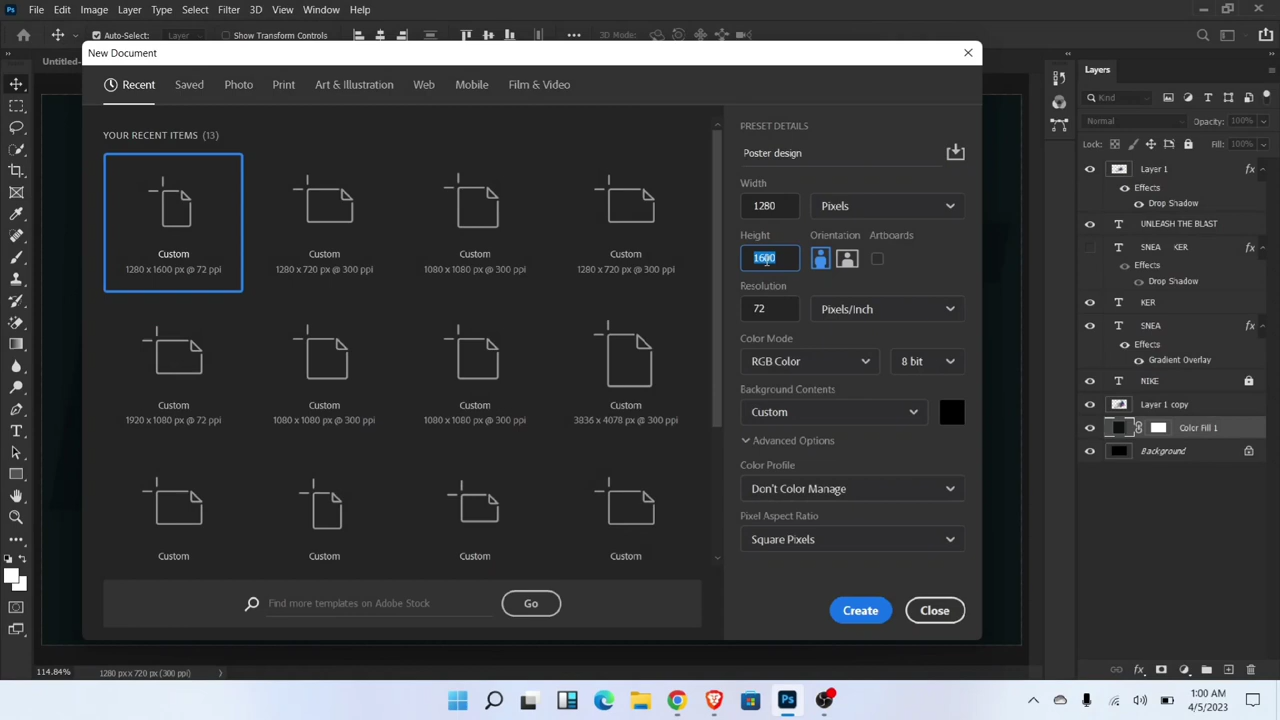 Ps File Edit Image Layer Type Select Filter 3D View Window Help
Auto-Select: Layer Show Transform Controls 3D Mode:
Untitled-
New Document
Recent Saved Photo Print Art & Illustration Web Mobile Film & Video
YOUR RECENT ITEMS (13)
Custom
1280 x 1600 px @ 72 ppi
Custom
1280 x 720 px @ 300 ppi
Custom
1080 x 1080 px @ 300 ppi
Custom
1280 x 720 px @ 300 ppi
Custom
1920 x 1080 px @ 72 ppi
Custom
1080 x 1080 px @ 300 ppi
Custom
1080 x 1080 px @ 300 ppi
Custom
3836 x 4078 px @ 300 ppi
Custom
Custom
Custom
Custom
Find more templates on Adobe Stock
Go
PRESET DETAILS
Poster design
Width
1280 Pixels
Height Orientation Artboards
1600
Resolution
72 Pixels/Inch
Color Mode
RGB Color 8 bit
Background Contents
Custom
Advanced Options
Color Profile
Don't Color Manage
Pixel Aspect Ratio
Square Pixels
Create Close
Layers
Kind
Normal Opacity: 100%
Lock: Fill: 100%
Layer 1 fx
Effects
Drop Shadow
T UNLEASH THE BLAST
T SNEA KER fx
Effects
Drop Shadow
T KER
T SNEA fx
Effects
Gradient Overlay
T NIKE
Layer 1 copy
Color Fill 1
Background
114.84% 1280 px x 720 px (300 ppi)
fx
Ps
1:00 AM
4/5/2023